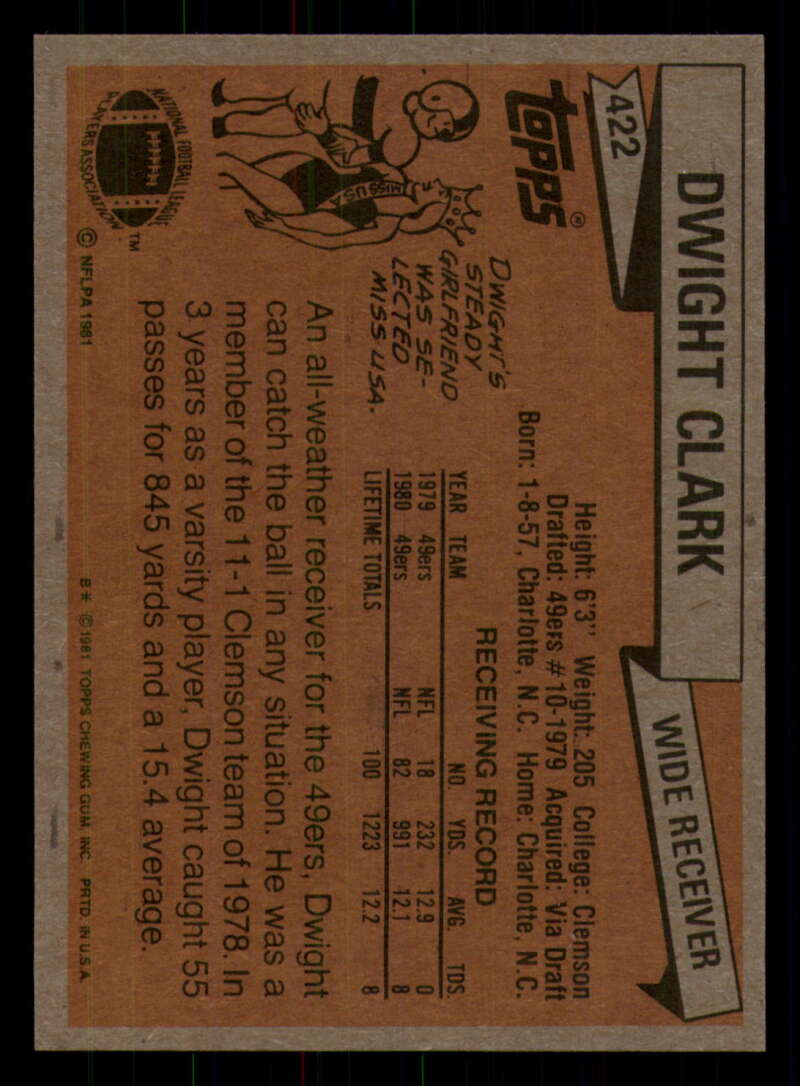 422
DWIGHT CLARK
WIDE RECEIVER
TOPPS®
Height: 6'3" Weight: 205 College: Clemson
Drafted: 49ers #10-1979 Acquired: Via Draft
Born: 1-8-57, Charlotte, N.C. Home: Charlotte, N.C.
DWIGHT'S
STEADY
GIRLFRIEND
WAS SE-
LECTED
MISS USA.
MISS USA
RECEIVING RECORD
YEAR TEAM NO. YDS. AVG. TDS.
1979 49ers NFL 18 232 12.9 0
1980 49ers NFL 82 991 12.1 8
LIFETIME TOTALS 100 1223 12.2 8
An all-weather receiver for the 49ers, Dwight
can catch the ball in any situation. He was a
member of the 11-1 Clemson team of 1978. In
3 years as a varsity player, Dwight caught 55
passes for 845 yards and a 15.4 average.
NATIONAL FOOTBALL LEAGUE
PLAYERS ASSOCIATION
TM
© NFLPA 1981
B* © 1981 TOPPS CHEWING GUM, INC. PRTD. IN U.S.A.